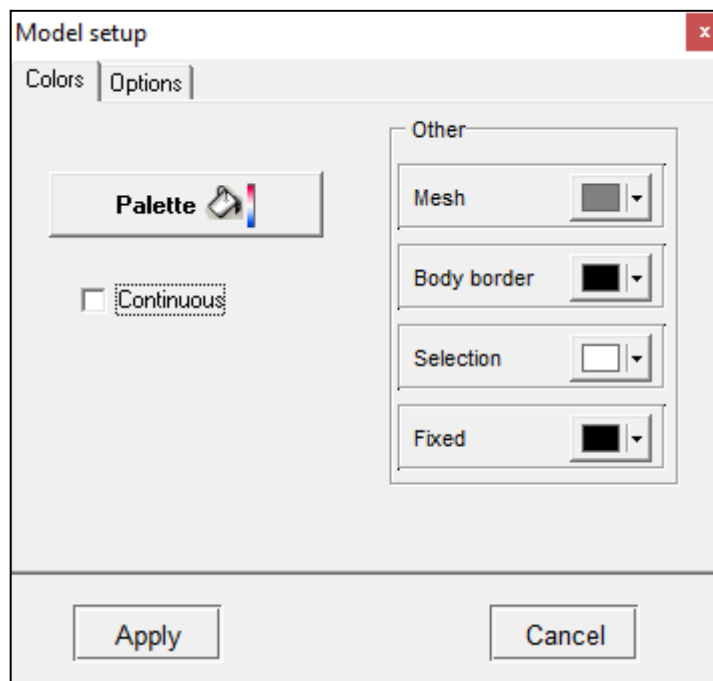 Model setup
x
Colors
Options
Palette
Continuous
Other
Mesh
Body border
Selection
Fixed
Apply
Cancel